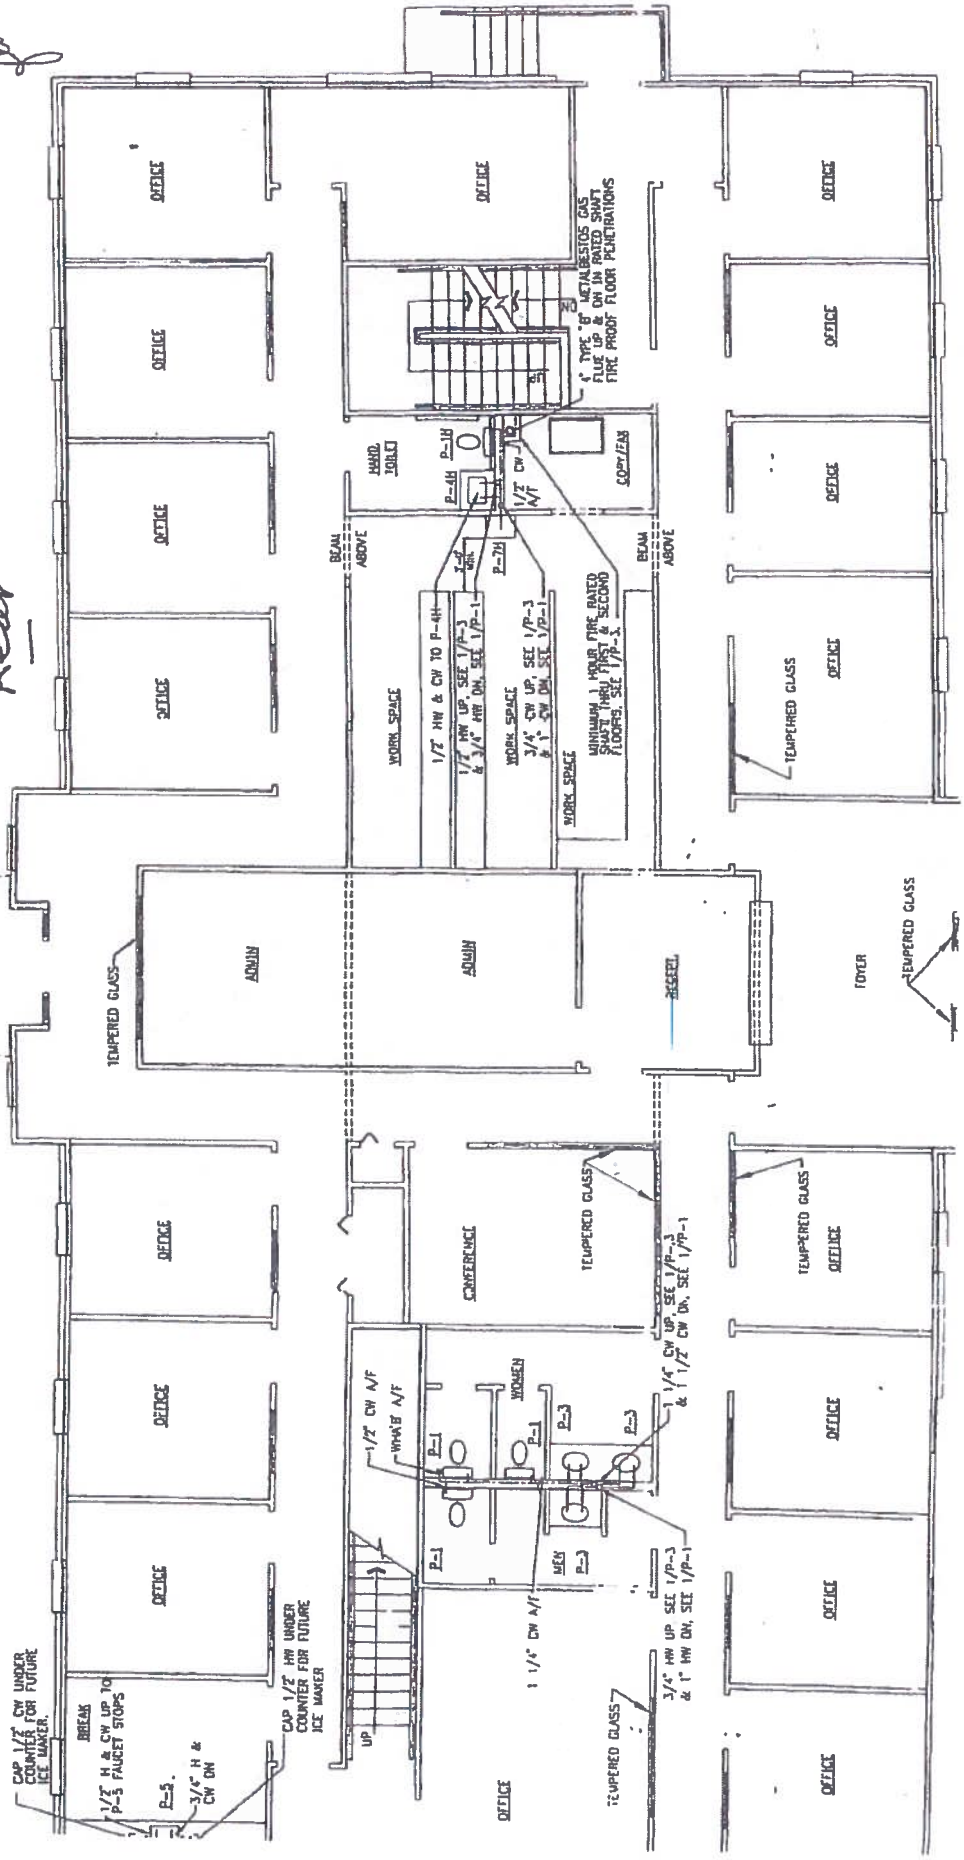 Rear
OFFICE
OFFICE
OFFICE
OFFICE
OFFICE
OFFICE
OFFICE
OFFICE
CAP 1/2" CW UNDER
COUNTER FOR FUTURE
ICE MAKER.
BREAK
1/2" H & CW UP TO
P-5 FAUCET STOPS
P-5.
3/4" H &
CW DN
CAP 1/2" HW UNDER
COUNTER FOR FUTURE
ICE MAKER
TEMPERED GLASS
ADMIN
ADMIN
RECEPT.
FOYER
TEMPERED GLASS
UP
1/2" CW A/F
WHA'B' A/F
P-1
P-1
WOMEN
P-1
P-3
P-3
MEN
P-3
1 1/4" CW A/F
OFFICE
TEMPERED GLASS
3/4" HW UP SEE 1/P-3
& 1" HW DN, SEE 1/P-1
1 1/4" CW UP, SEE 1/P-3
& 1 1/2" CW DN, SEE 1/P-1
CONFERENCE
TEMPERED GLASS
WORK SPACE
1/2" HW & CW TO P-4H
1/2" HW UP, SEE 1/P-3
& 3/4" HW DN, SEE 1/P-1
WORK SPACE
3/4" CW UP, SEE 1/P-3
& 1" CW DN, SEE 1/P-1
WORK SPACE
MINIMUM 1 HOUR FIRE RATED
SHAFT THRU FIRST & SECOND
FLOORS, SEE 1/P-3.
BEAM
ABOVE
BEAM
ABOVE
HAND.
TOILET
P-1H
P-4H
P-7H
1/2" CW
A/F
COPY/FAX
DN
4" TYPE "B" METALBESTOS GAS
FLUE UP & DN IN RATED SHAFT
FIRE PROOF FLOOR PENETRATIONS
OFFICE
OFFICE
OFFICE
OFFICE
TEMPERED GLASS
TEMPERED GLASS
OFFICE
OFFICE
OFFICE
OFFICE